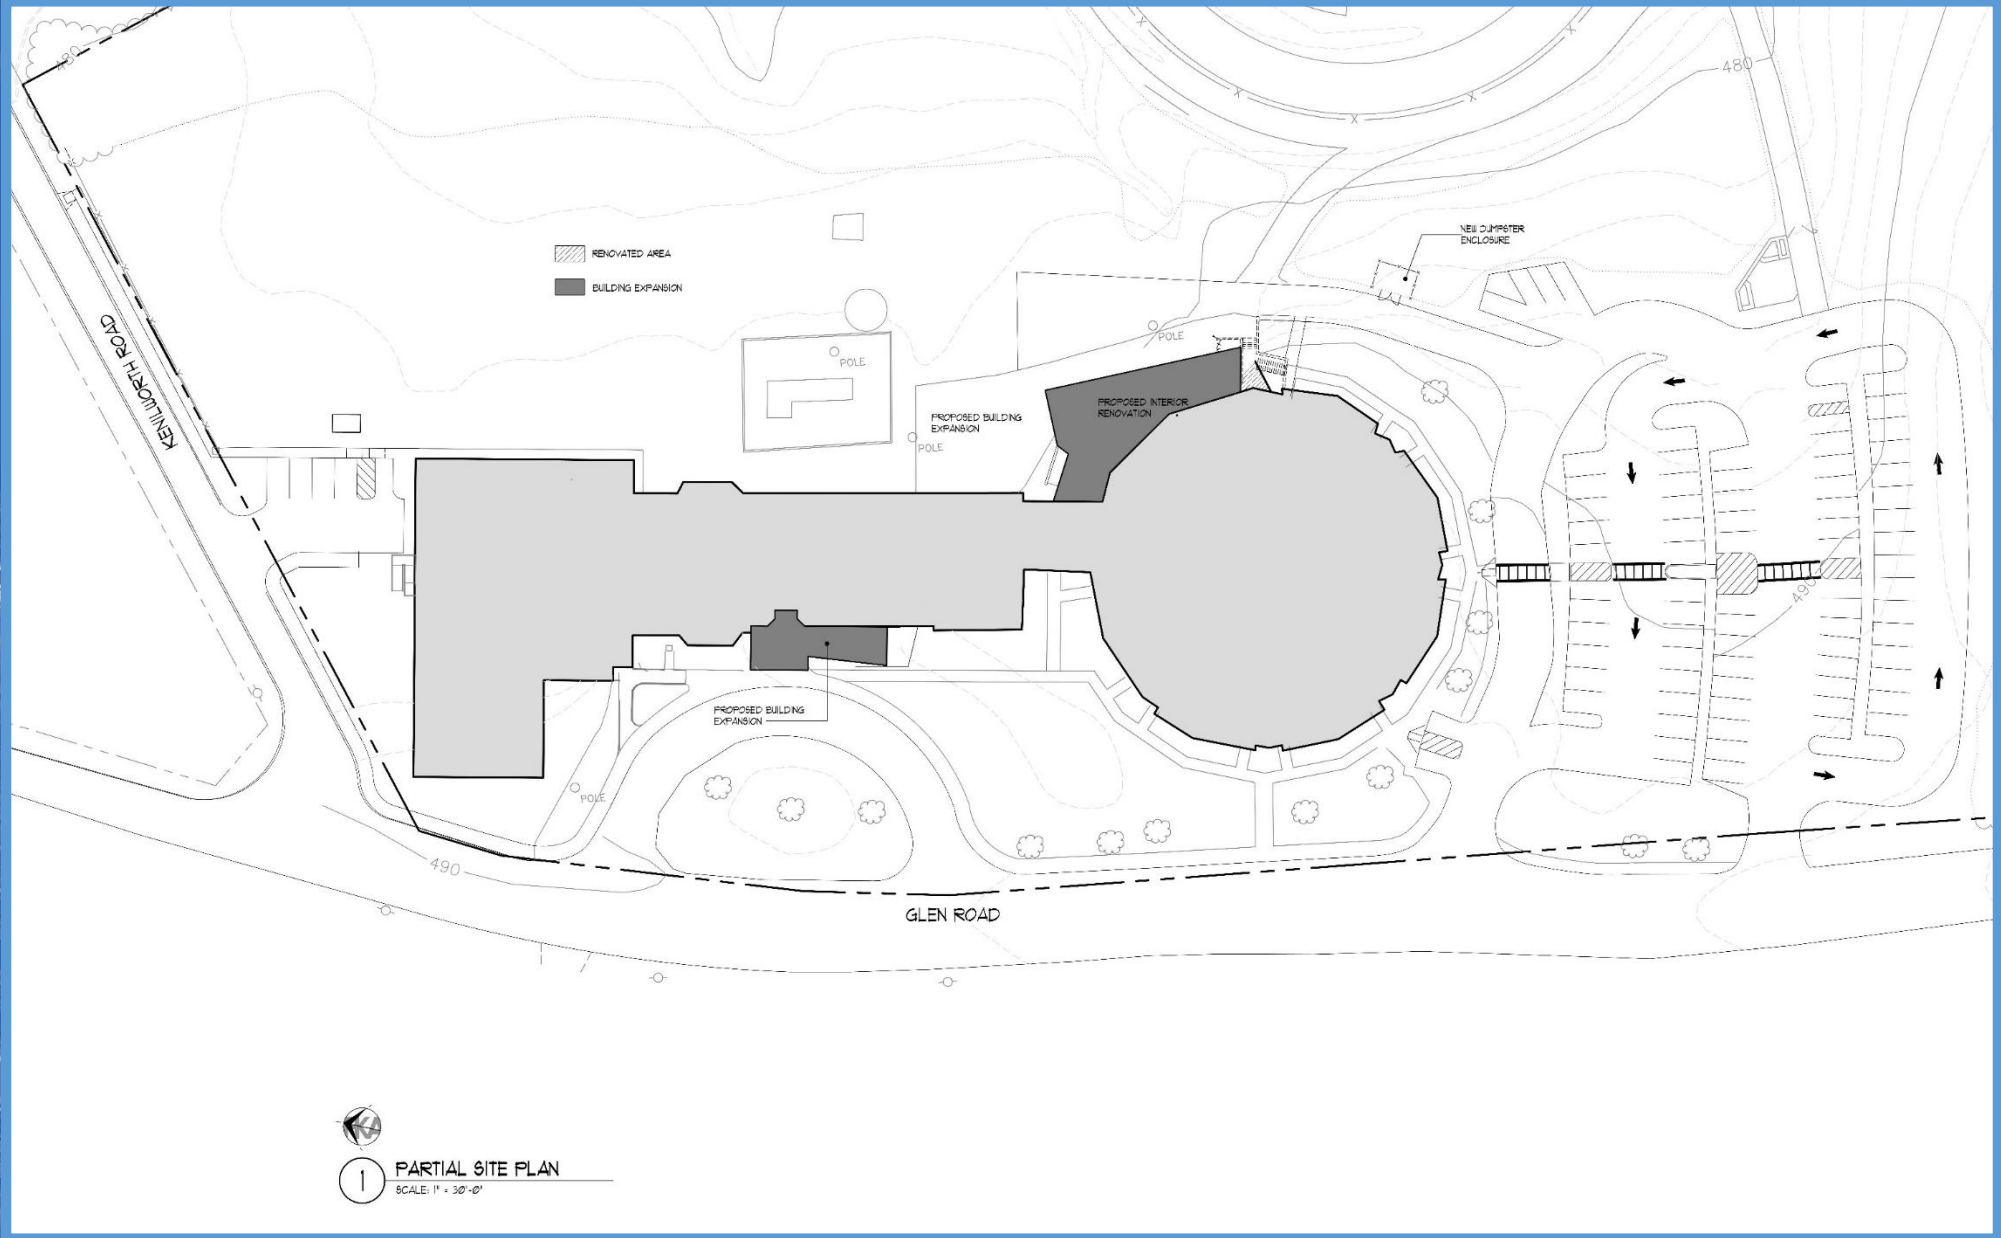 480
480
NEW DUMPSTER
ENCLOSURE
RENOVATED AREA
BUILDING EXPANSION
KENILWORTH ROAD
POLE
POLE
PROPOSED INTERIOR
RENOVATION
PROPOSED BUILDING
EXPANSION
POLE
490
PROPOSED BUILDING
EXPANSION
POLE
490
GLEN ROAD
1
PARTIAL SITE PLAN
SCALE: 1" = 30'-0"